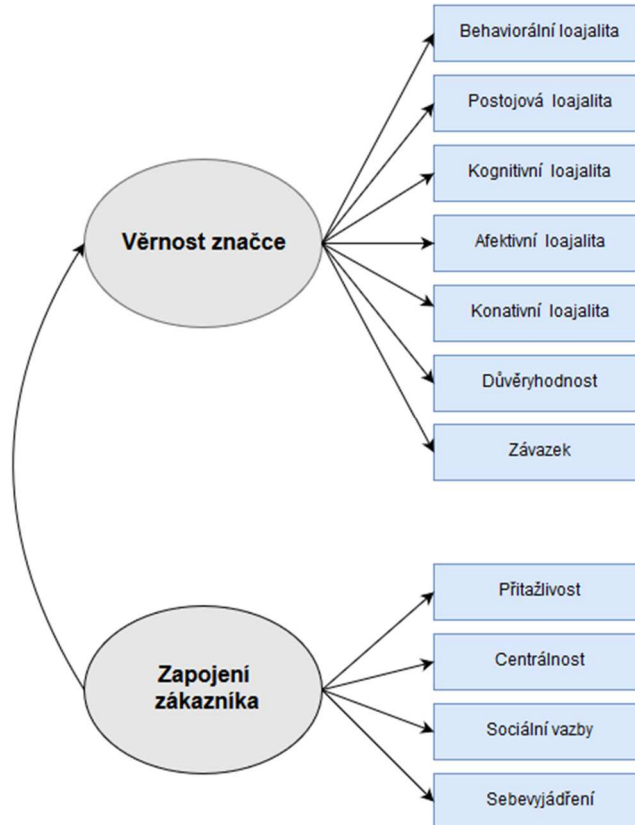 Behaviorální loajalita
Postojová loajalita
Kognitivní loajalita
Věrnost značce
Afektivní loajalita
Konativní loajalita
Důvěryhodnost
Závazek
Přitažlivost
Centrálnost
Zapojení
zákazníka
Sociální vazby
Sebevyjádření